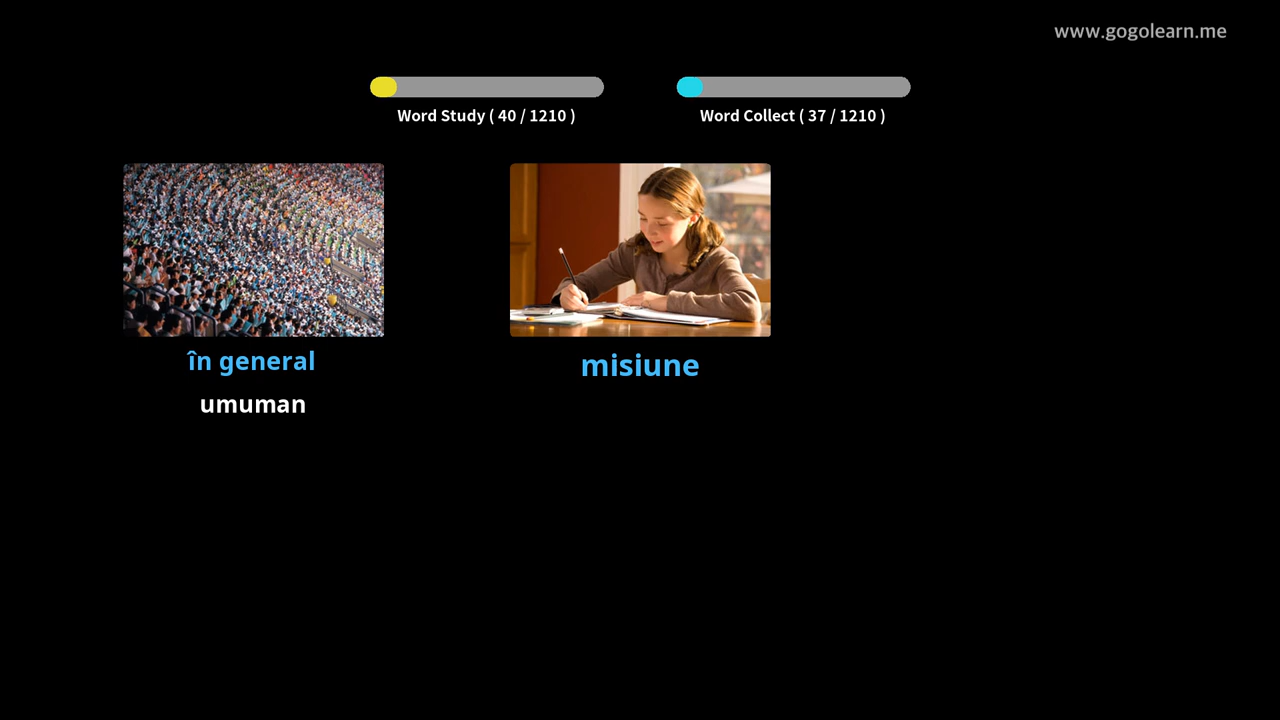 www.gogolearn.me
Word Study ( 40 / 1210 )
Word Collect ( 37 / 1210 )
în general
umuman
misiune